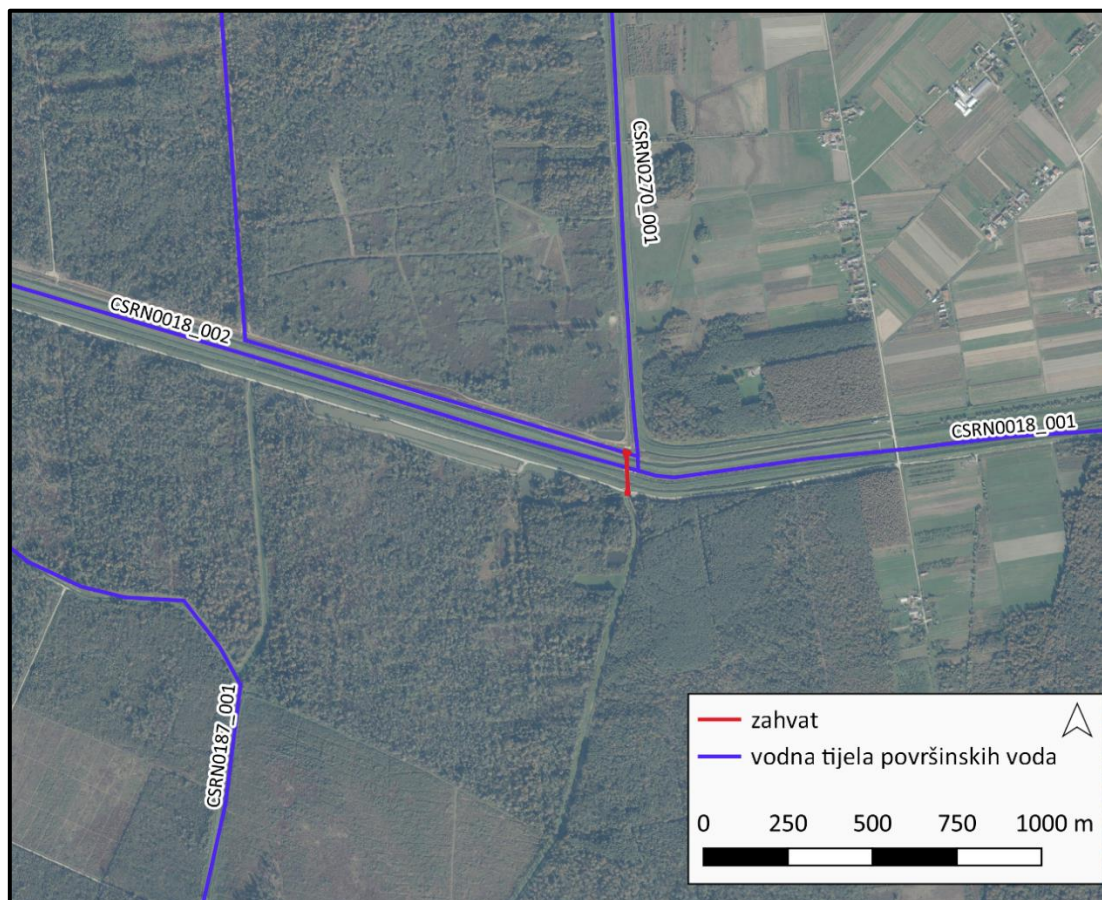 CSRN0270_001
CSRN0018_002
CSRN0018_001
CSRN0187_001
zahvat
vodna tijela površinskih voda
0 250 500 750 1000 m